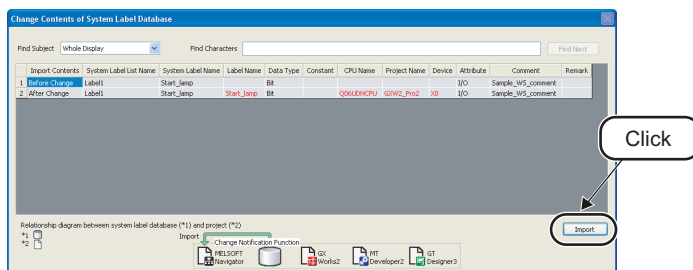 Change Contents of System Label Database
Find Subject Whole Display Find Characters Find Next
Import Contents System Label List Name System Label Name Label Name Data Type Constant CPU Name Project Name Device Attribute Comment Remark
1 Before Change Label1 Start_lamp Bit I/O Sample_WS_comment
2 After Change Label1 Start_lamp Start_lamp Bit Q06UDHCPU GXW2_Pro2 X0 I/O Sample_WS_comment
Click
Import
Relationship diagram between system label database (*1) and project (*2)
*1
*2
Import
Change Notification Function
MELSOFT Navigator
GX Works2
MT Developer2
GT Designer3